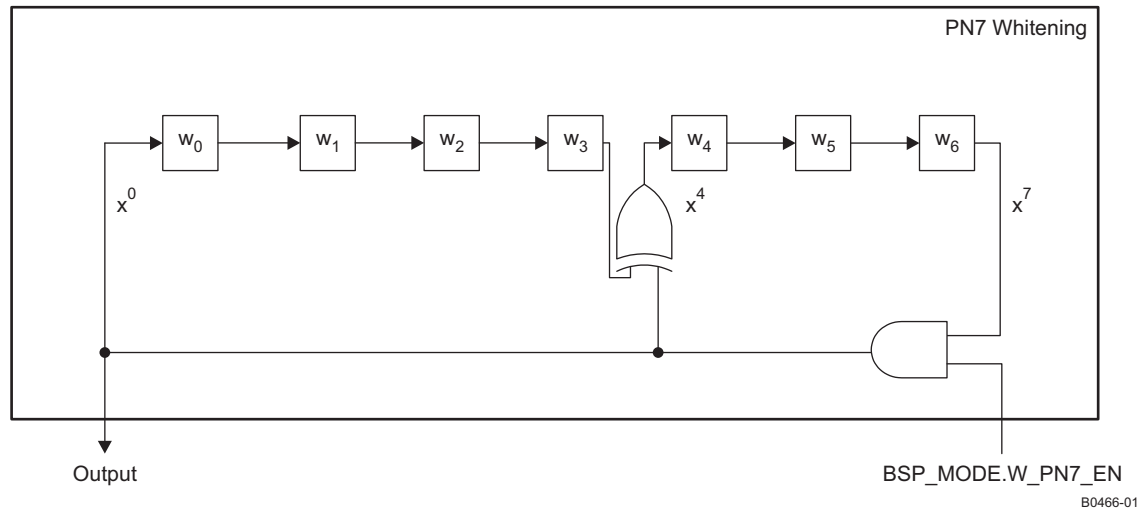 PN7 Whitening
w0 w1 w2 w3 w4 w5 w6
x0 x4 x7
Output BSP_MODE.W_PN7_EN
B0466-01